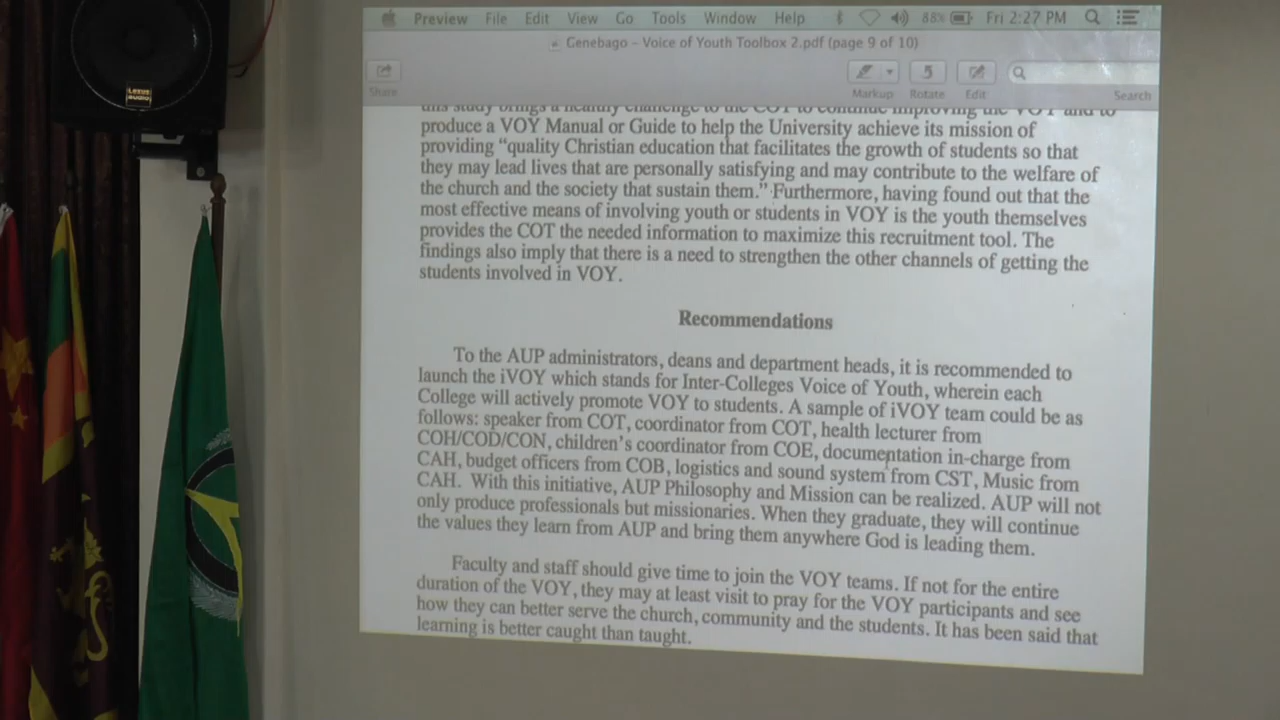 Preview File Edit View Go Tools Window Help 88% Fri 2:27 PM
Genebago – Voice of Youth Toolbox 2.pdf (page 9 of 10)
Share Markup Rotate Edit Search
this study brings a healthy challenge to the COT to continue improving the VOY and to
produce a VOY Manual or Guide to help the University achieve its mission of
providing “quality Christian education that facilitates the growth of students so that
they may lead lives that are personally satisfying and may contribute to the welfare of
the church and the society that sustain them.” Furthermore, having found out that the
most effective means of involving youth or students in VOY is the youth themselves
provides the COT the needed information to maximize this recruitment tool. The
findings also imply that there is a need to strengthen the other channels of getting the
students involved in VOY.
Recommendations
To the AUP administrators, deans and department heads, it is recommended to
launch the iVOY which stands for Inter-Colleges Voice of Youth, wherein each
College will actively promote VOY to students. A sample of iVOY team could be as
follows: speaker from COT, coordinator from COT, health lecturer from
COH/COD/CON, children’s coordinator from COE, documentation in-charge from
CAH, budget officers from COB, logistics and sound system from CST, Music from
CAH. With this initiative, AUP Philosophy and Mission can be realized. AUP will not
only produce professionals but missionaries. When they graduate, they will continue
the values they learn from AUP and bring them anywhere God is leading them.
Faculty and staff should give time to join the VOY teams. If not for the entire
duration of the VOY, they may at least visit to pray for the VOY participants and see
how they can better serve the church, community and the students. It has been said that
learning is better caught than taught.